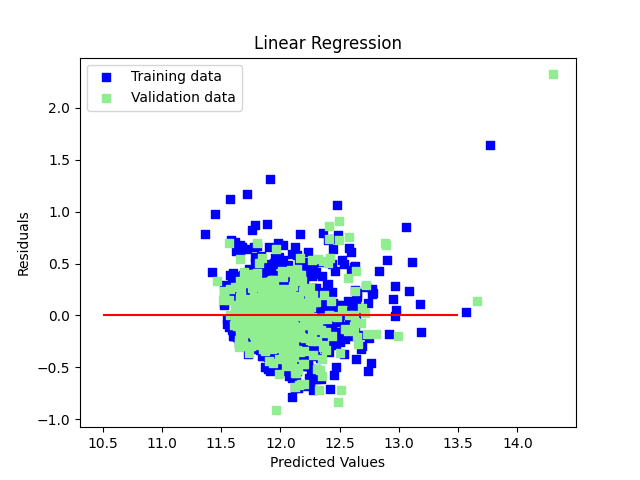 Linear Regression
Training data
Validation data
Residuals
2.0
1.5
1.0
0.5
0.0
−0.5
−1.0
10.5 11.0 11.5 12.0 12.5 13.0 13.5 14.0
Predicted Values